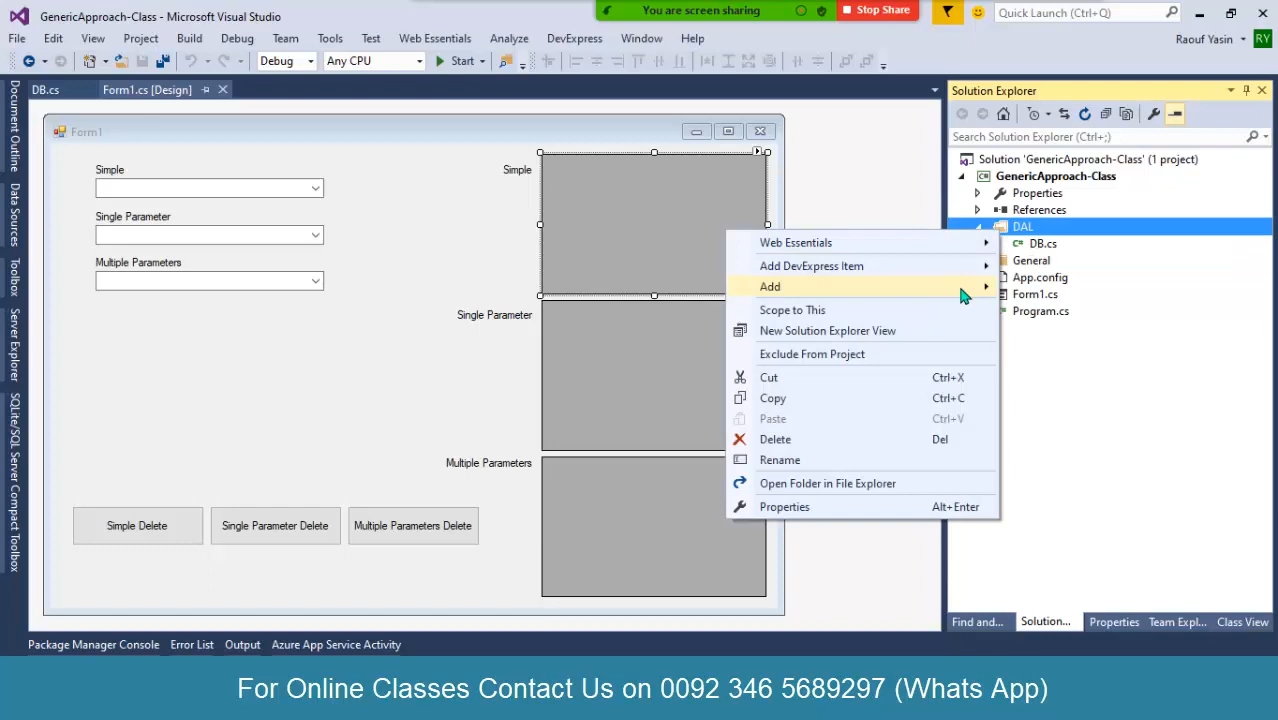 GenericApproach-Class - Microsoft Visual Studio
You are screen sharing
Stop Share
Quick Launch (Ctrl+Q)
File Edit View Project Build Debug Team Tools Test Web Essentials Analyze DevExpress Window Help
Raouf Yasin RY
Debug Any CPU Start
DB.cs Form1.cs [Design]
Solution Explorer
Search Solution Explorer (Ctrl+;)
Solution 'GenericApproach-Class' (1 project)
GenericApproach-Class
Properties
References
DAL
DB.cs
General
App.config
Form1.cs
Program.cs
Document Outline
Data Sources
Toolbox
Server Explorer
SQLite/SQL Server Compact Toolbox
Form1
Simple
Single Parameter
Multiple Parameters
Simple
Single Parameter
Multiple Parameters
Simple Delete Single Parameter Delete Multiple Parameters Delete
Web Essentials
Add DevExpress Item
Add
Scope to This
New Solution Explorer View
Exclude From Project
Cut Ctrl+X
Copy Ctrl+C
Paste Ctrl+V
Delete Del
Rename
Open Folder in File Explorer
Properties Alt+Enter
Find and... Solution... Properties Team Expl... Class View
Package Manager Console Error List Output Azure App Service Activity
For Online Classes Contact Us on 0092 346 5689297 (Whats App)